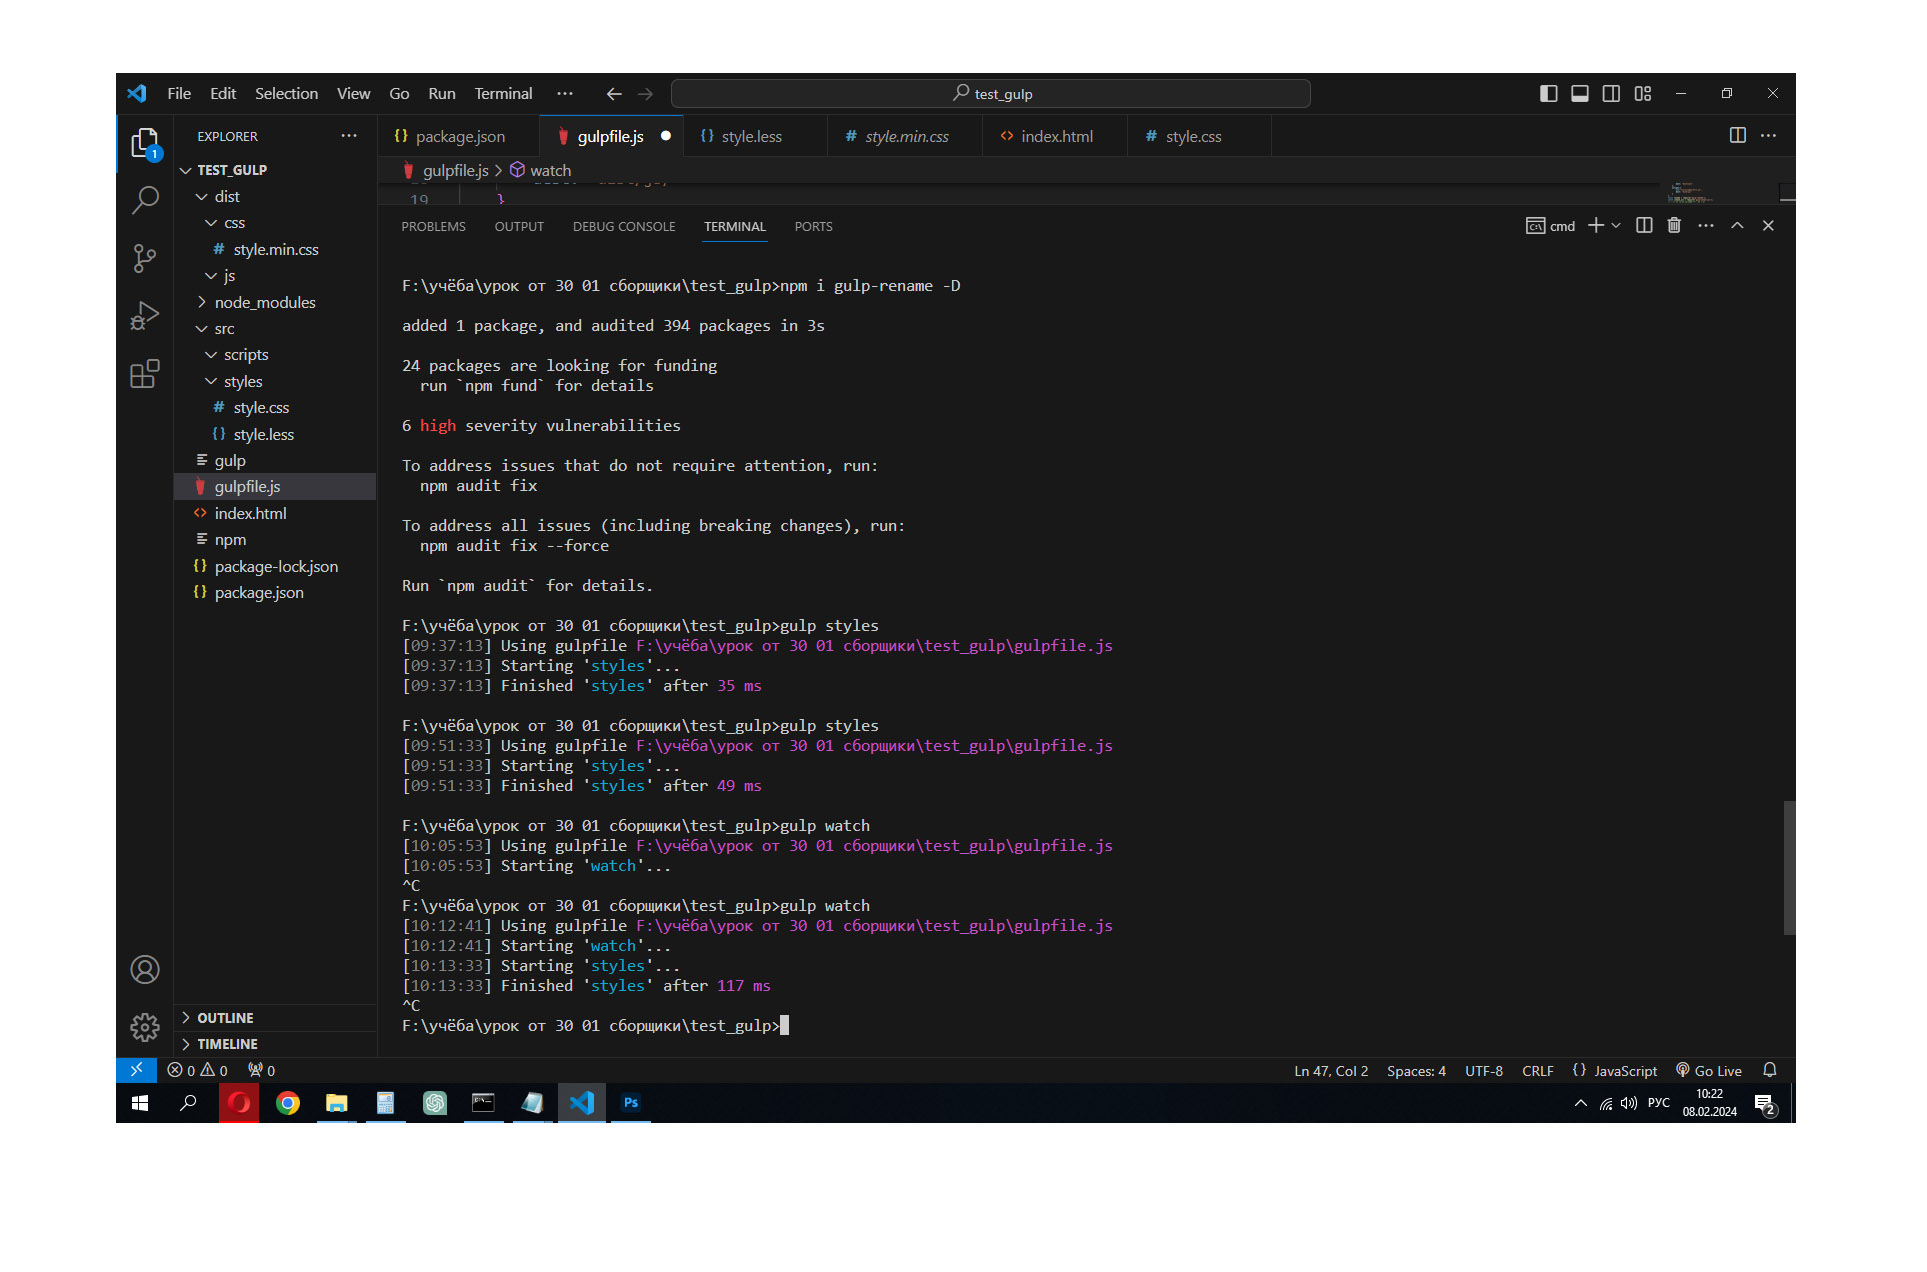 File Edit Selection View Go Run Terminal ··· test_gulp
EXPLORER ···
package.json gulpfile.js style.less style.min.css index.html style.css ···
gulpfile.js > watch
19 }
TEST_GULP
dist
css
style.min.css
js
node_modules
src
scripts
styles
style.css
style.less
gulp
gulpfile.js
index.html
npm
package-lock.json
package.json
OUTLINE
TIMELINE
PROBLEMS OUTPUT DEBUG CONSOLE TERMINAL PORTS cmd ···
F:\учёба\урок от 30 01 сборщики\test_gulp>npm i gulp-rename -D
added 1 package, and audited 394 packages in 3s
24 packages are looking for funding
run `npm fund` for details
6 high severity vulnerabilities
To address issues that do not require attention, run:
npm audit fix
To address all issues (including breaking changes), run:
npm audit fix --force
Run `npm audit` for details.
F:\учёба\урок от 30 01 сборщики\test_gulp>gulp styles
[09:37:13] Using gulpfile F:\учёба\урок от 30 01 сборщики\test_gulp\gulpfile.js
[09:37:13] Starting 'styles'...
[09:37:13] Finished 'styles' after 35 ms
F:\учёба\урок от 30 01 сборщики\test_gulp>gulp styles
[09:51:33] Using gulpfile F:\учёба\урок от 30 01 сборщики\test_gulp\gulpfile.js
[09:51:33] Starting 'styles'...
[09:51:33] Finished 'styles' after 49 ms
F:\учёба\урок от 30 01 сборщики\test_gulp>gulp watch
[10:05:53] Using gulpfile F:\учёба\урок от 30 01 сборщики\test_gulp\gulpfile.js
[10:05:53] Starting 'watch'...
^C
F:\учёба\урок от 30 01 сборщики\test_gulp>gulp watch
[10:12:41] Using gulpfile F:\учёба\урок от 30 01 сборщики\test_gulp\gulpfile.js
[10:12:41] Starting 'watch'...
[10:13:33] Starting 'styles'...
[10:13:33] Finished 'styles' after 117 ms
^C
F:\учёба\урок от 30 01 сборщики\test_gulp>
0 0 0 Ln 47, Col 2 Spaces: 4 UTF-8 CRLF {} JavaScript Go Live
Ps РУС 10:22
08.02.2024 2